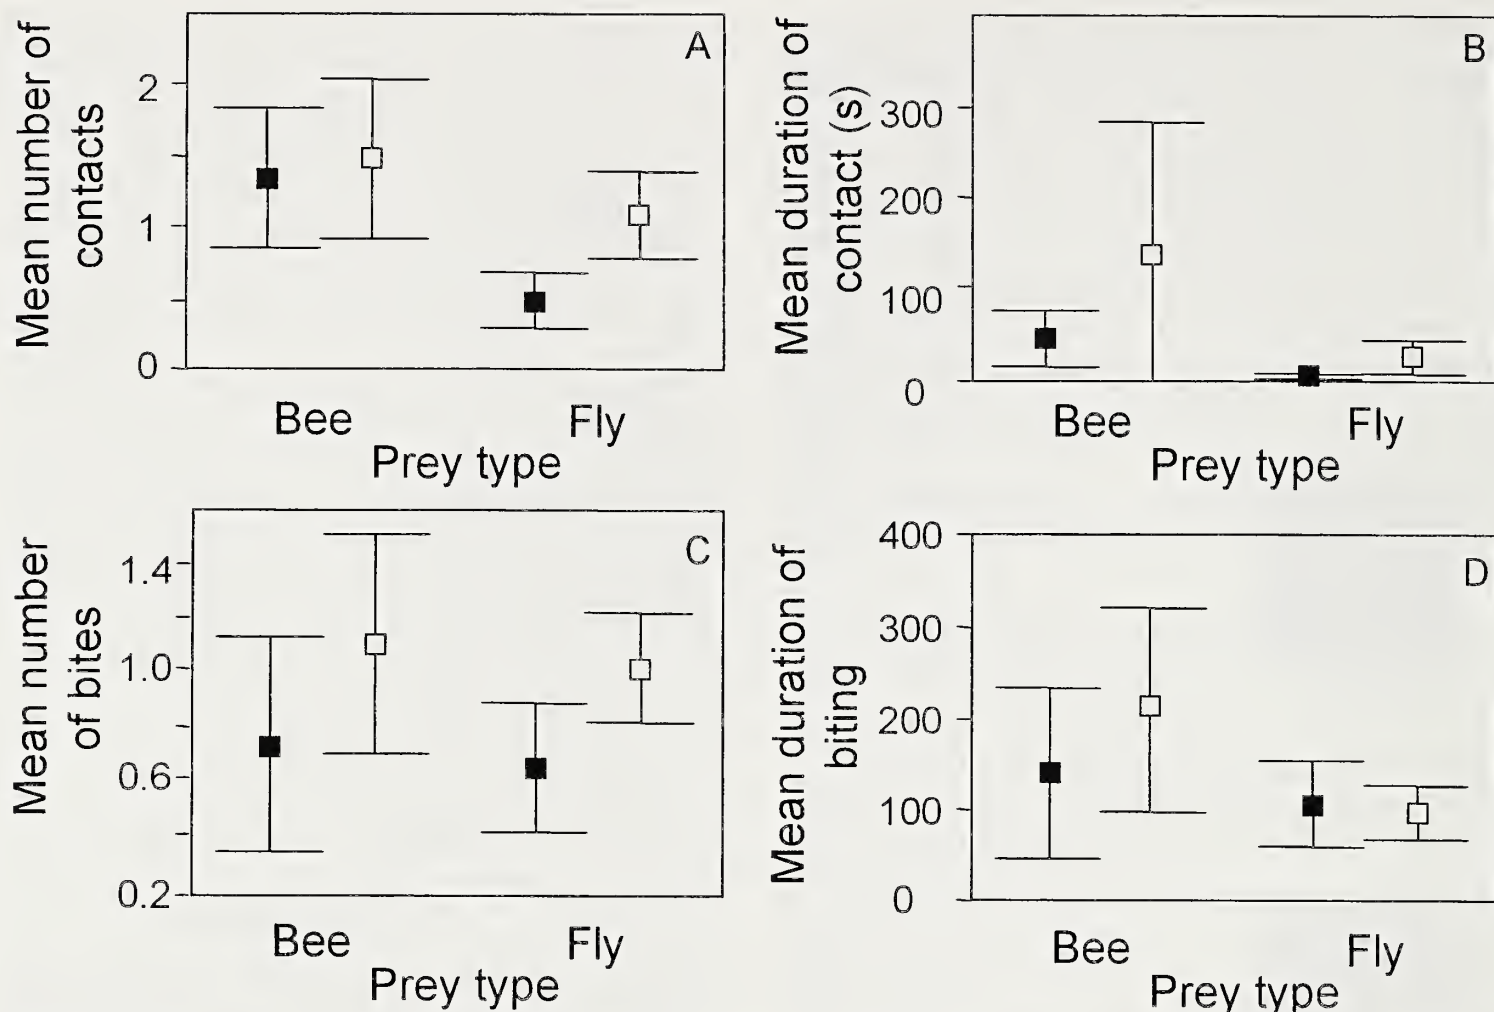 Mean number of
contacts
2
1
0
A
Bee
Fly
Prey type
Mean duration of
contact (s)
300
200
100
0
B
Bee
Fly
Prey type
Mean number
of bites
1.4
1.0
0.6
0.2
C
Bee
Fly
Prey type
Mean duration of
biting
400
300
200
100
0
D
Bee
Fly
Prey type